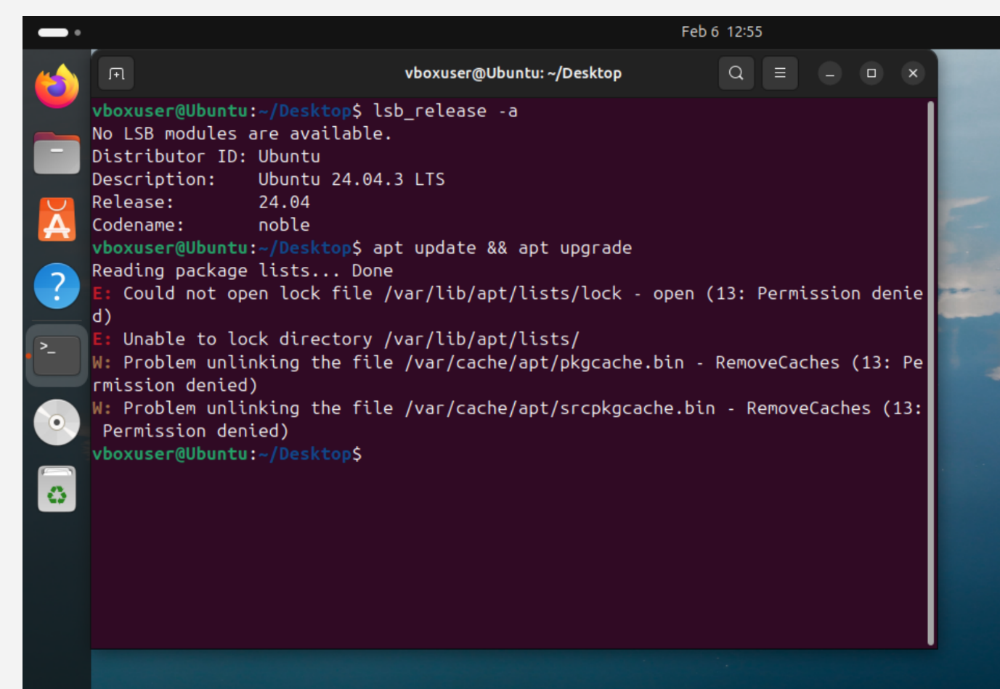 Feb 6 12:55
vboxuser@Ubuntu: ~/Desktop
vboxuser@Ubuntu:~/Desktop$ lsb_release -a
No LSB modules are available.
Distributor ID: Ubuntu
Description:    Ubuntu 24.04.3 LTS
Release:        24.04
Codename:       noble
vboxuser@Ubuntu:~/Desktop$ apt update && apt upgrade
Reading package lists... Done
E: Could not open lock file /var/lib/apt/lists/lock - open (13: Permission denie
d)
E: Unable to lock directory /var/lib/apt/lists/
W: Problem unlinking the file /var/cache/apt/pkgcache.bin - RemoveCaches (13: Pe
rmission denied)
W: Problem unlinking the file /var/cache/apt/srcpkgcache.bin - RemoveCaches (13:
 Permission denied)
vboxuser@Ubuntu:~/Desktop$